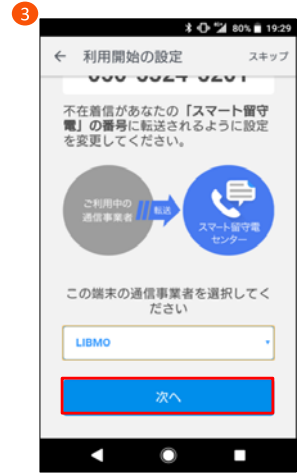 3
80% 19:29
← 利用開始の設定 スキップ
不在着信があなたの「スマート留守
電」の番号に転送されるように設定
を変更してください。
ご利用中の
通信事業者
転送
スマート留守電
センター
この端末の通信事業者を選択してく
ださい
LIBMO
次へ